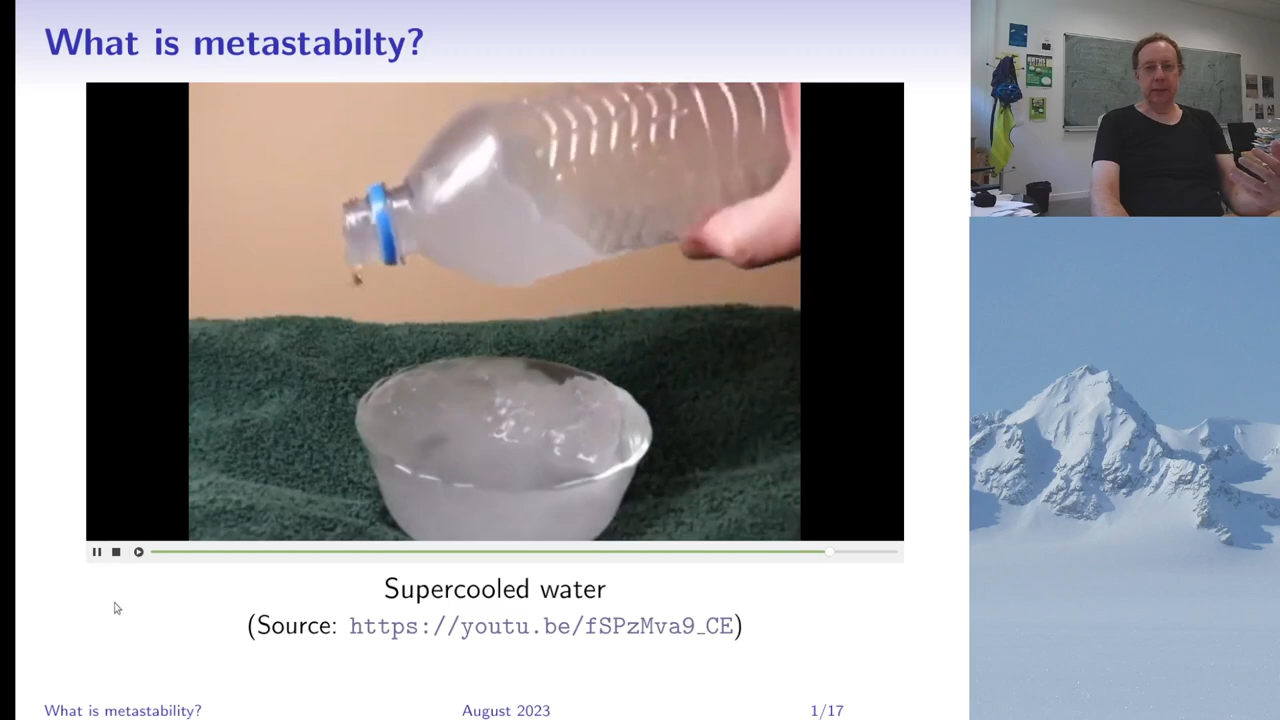 What is metastabilty?
Supercooled water
(Source: https://youtu.be/fSPzMva9_CE)
What is metastability?
August 2023
1/17